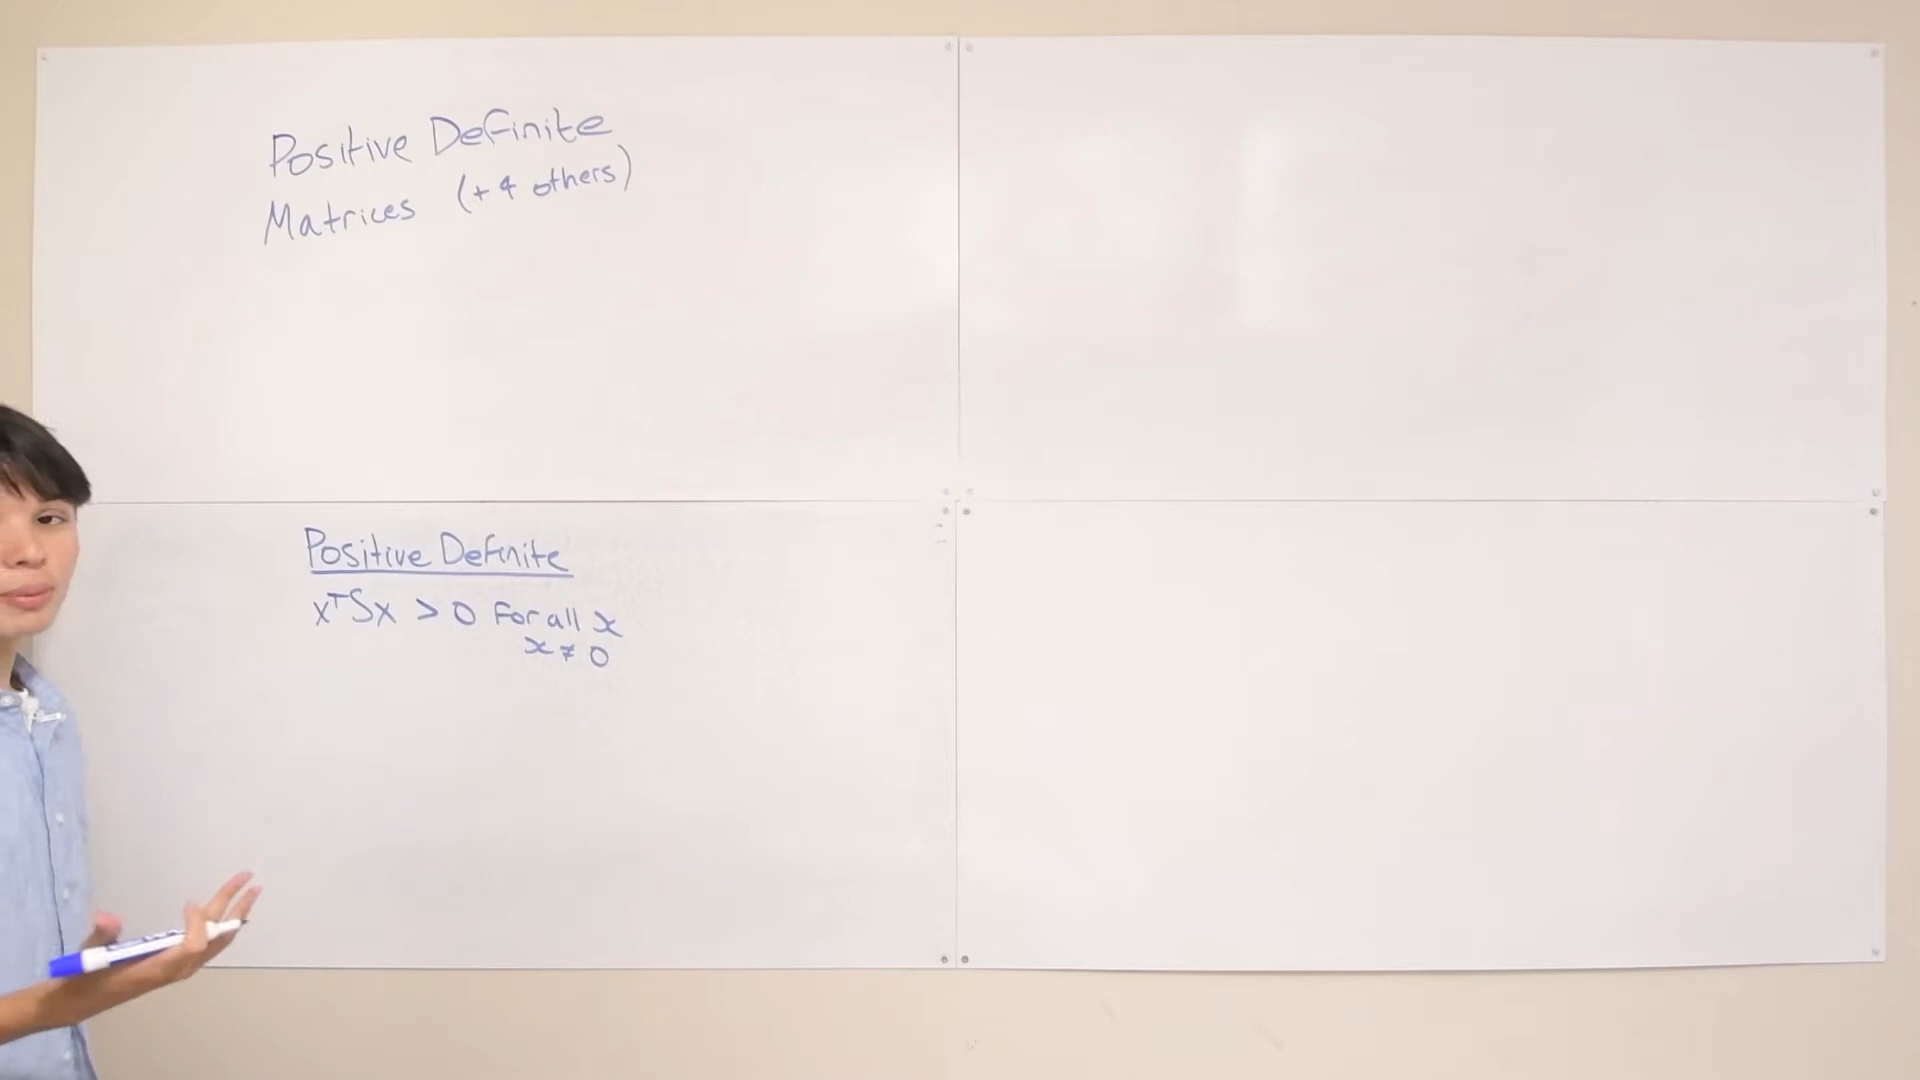 Positive Definite
Matrices (+ 4 others)
Positive Definite
xᵀSx > 0 For all x
x ≠ 0